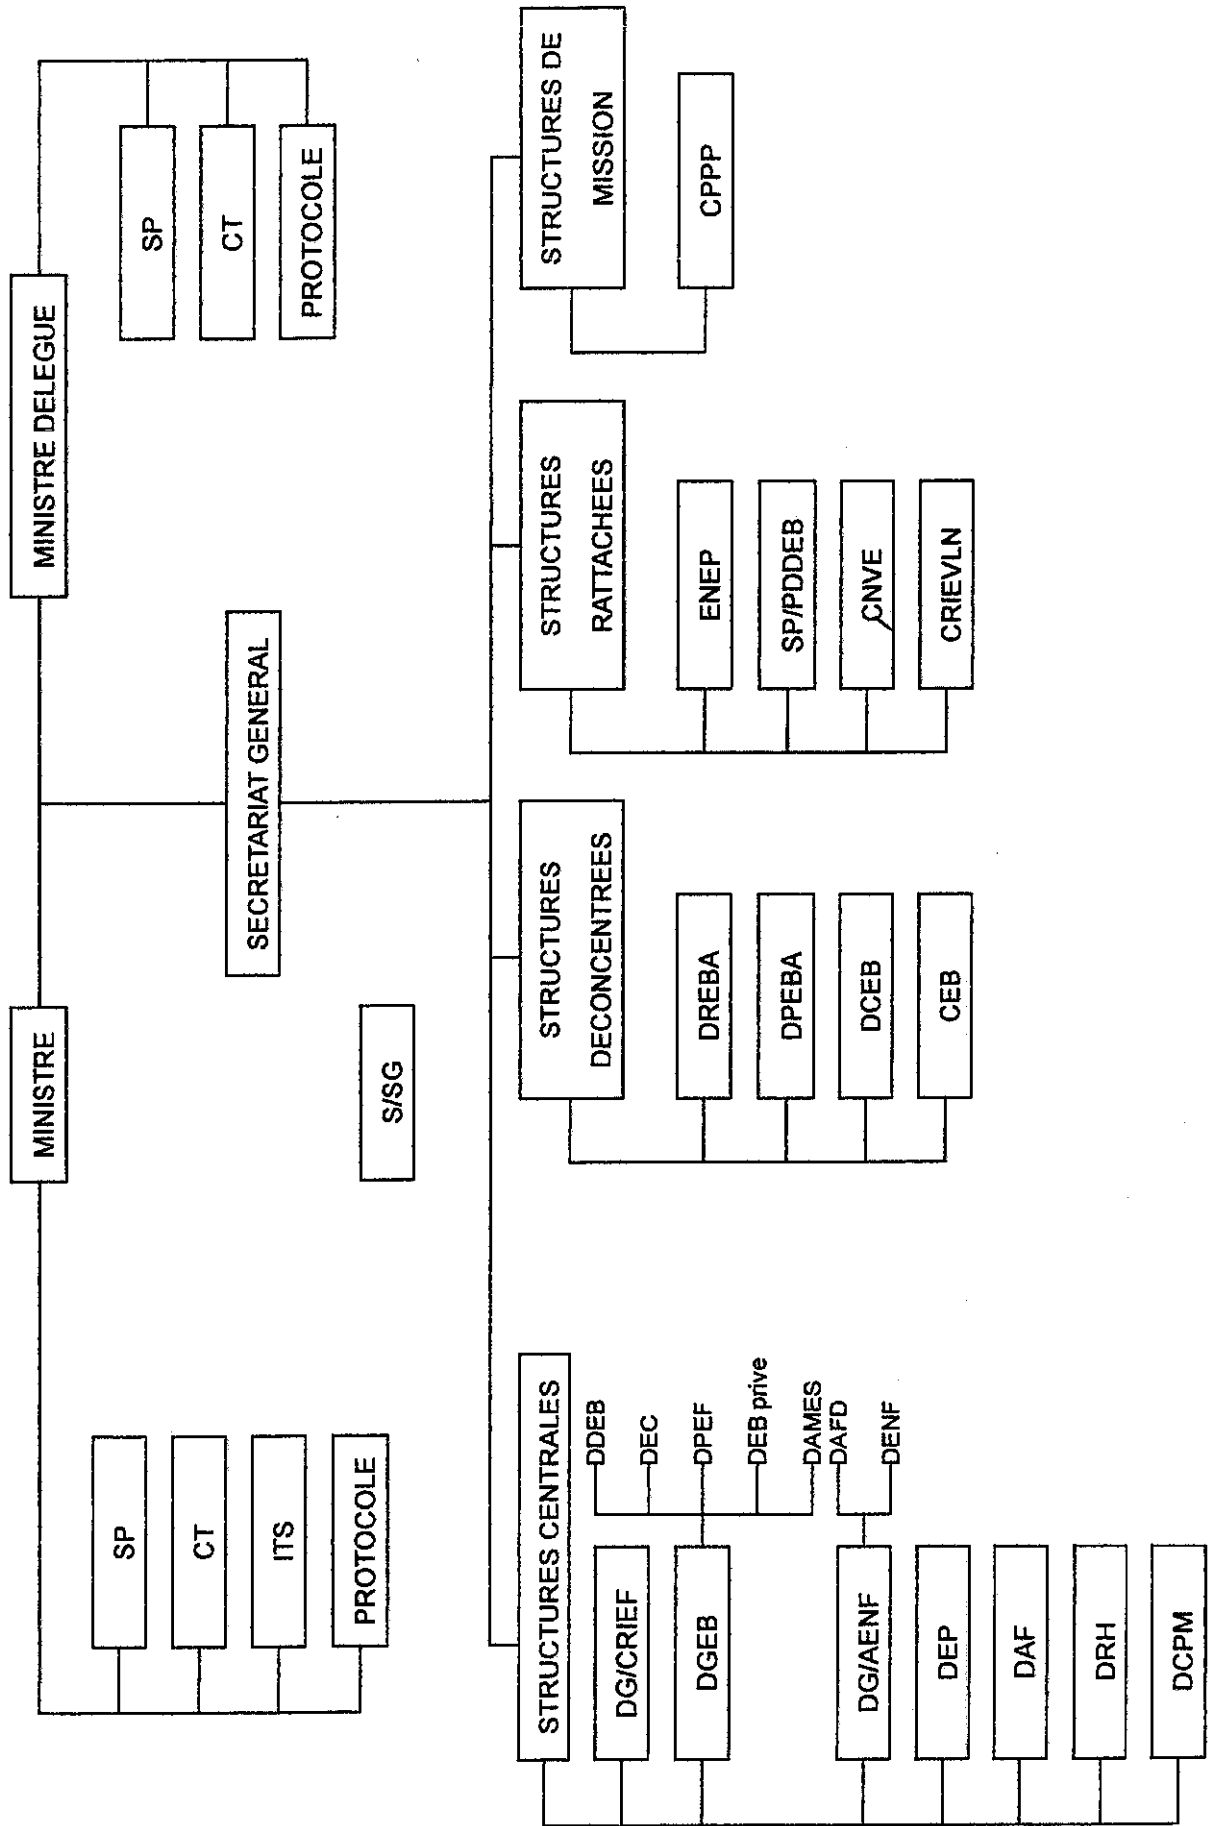 MINISTRE
MINISTRE DELEGUE
SP
CT
ITS
PROTOCOLE
SP
CT
PROTOCOLE
SECRETARIAT GENERAL
S/SG
STRUCTURES CENTRALES
DG/CRIEF
DGEB
DDEB
DEC
DPEF
DEB prive
DAMES
DG/AENF
DAFD
DENF
DEP
DAF
DRH
DCPM
STRUCTURES
DECONCENTREES
DREBA
DPEBA
DCEB
CEB
STRUCTURES
RATTACHEES
ENEP
SP/PDDEB
CNVE
CRIEVLN
STRUCTURES DE
MISSION
CPPP